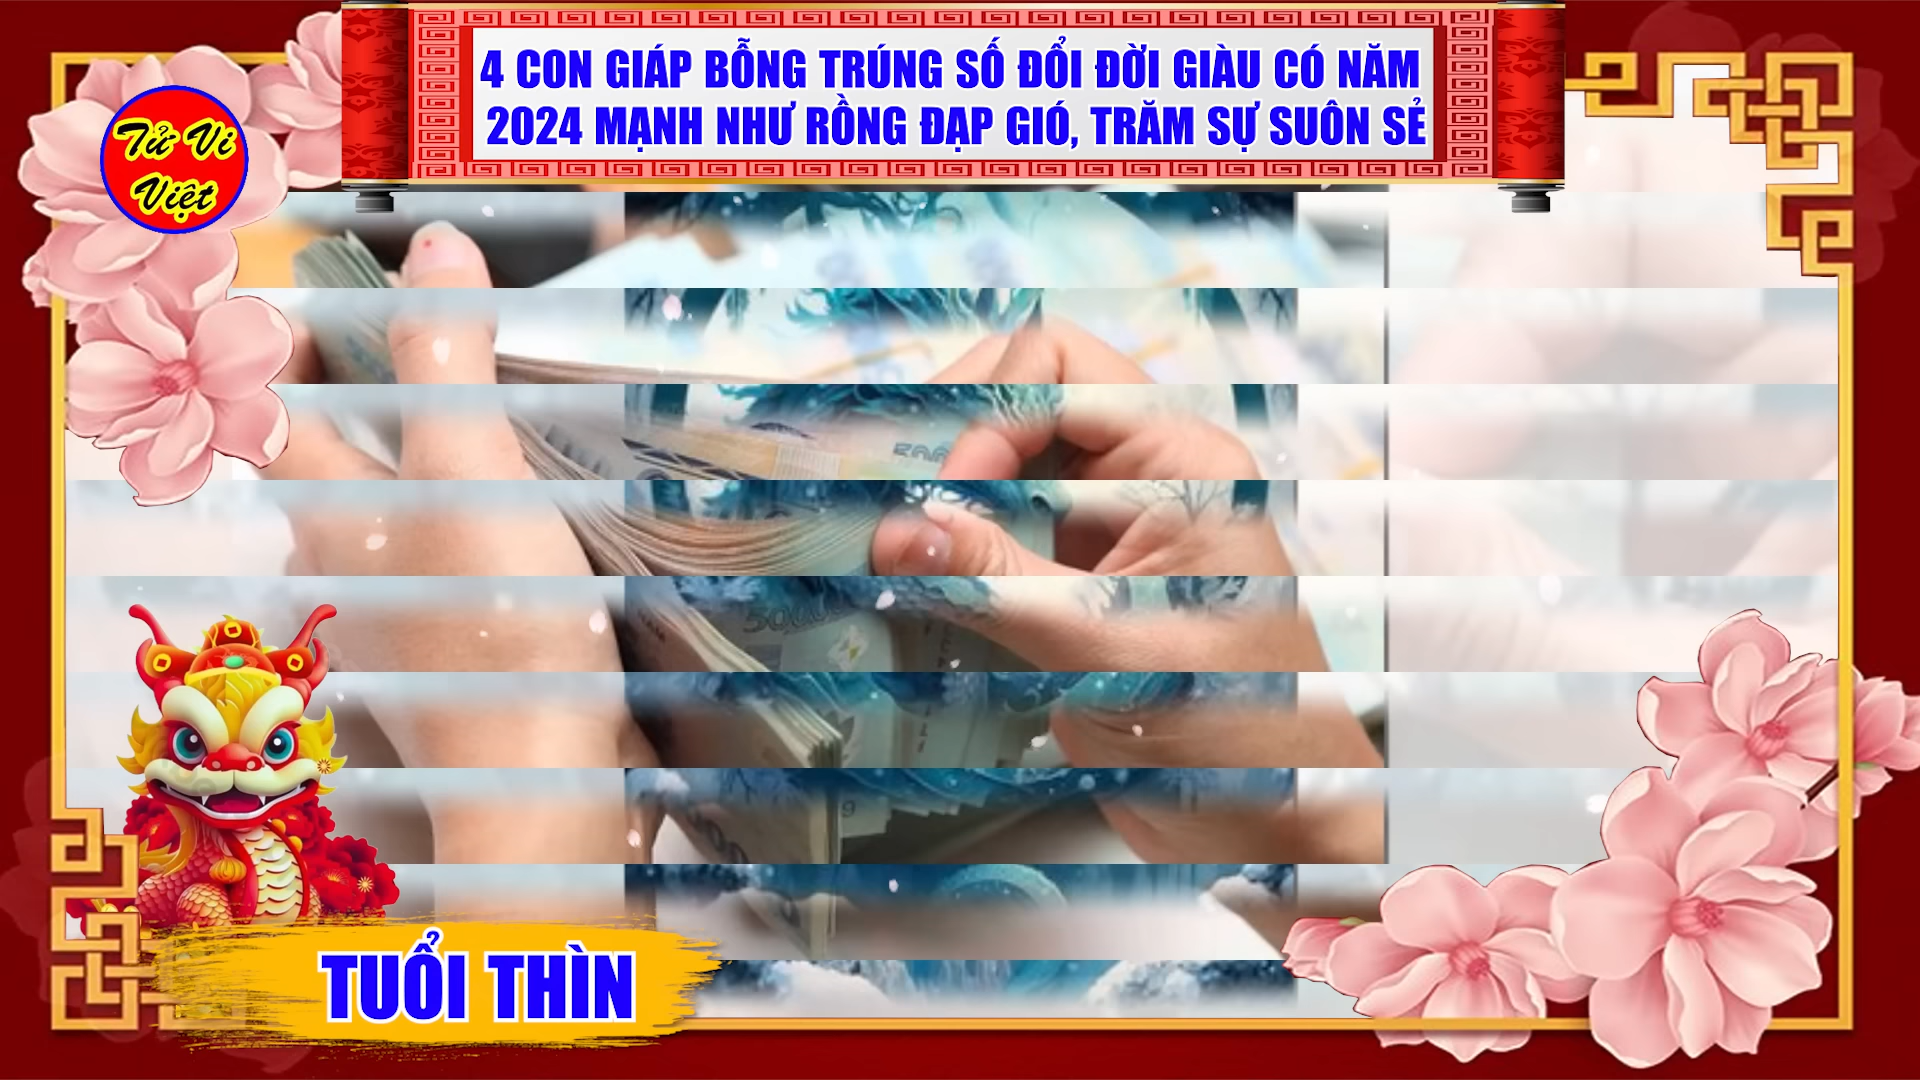 4 CON GIÁP BỖNG TRÚNG SỐ ĐỔI ĐỜI GIÀU CÓ NĂM
2024 MẠNH NHƯ RỒNG ĐẠP GIÓ, TRĂM SỰ SUÔN SẺ
Tử Vi
Việt
TUỔI THÌN